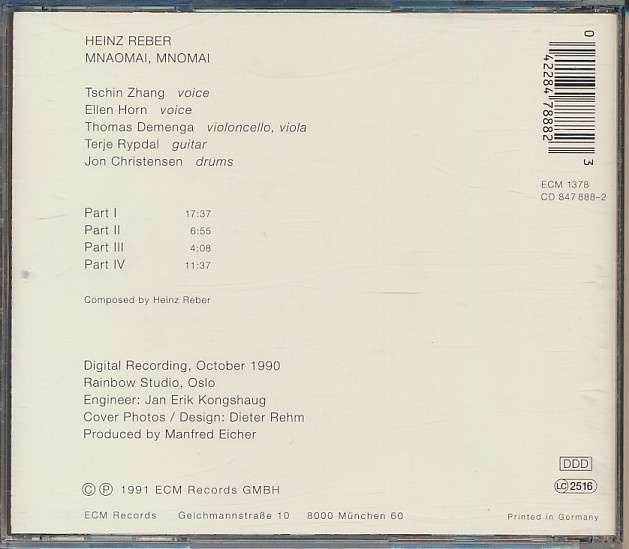 HEINZ REBER
MNAOMAI, MNOMAI
Tschin Zhang voice
Ellen Horn voice
Thomas Demenga violoncello, viola
Terje Rypdal guitar
Jon Christensen drums
0
42284 78882
3
ECM 1378
CD 847 888–2
Part I 17:37
Part II 6:55
Part III 4:08
Part IV 11:37
Composed by Heinz Reber
Digital Recording, October 1990
Rainbow Studio, Oslo
Engineer: Jan Erik Kongshaug
Cover Photos / Design: Dieter Rehm
Produced by Manfred Eicher
DDD
LC 2516
© ℗ 1991 ECM Records GMBH
ECM Records Geichmannstraße 10 8000 München 60
Printed in Germany